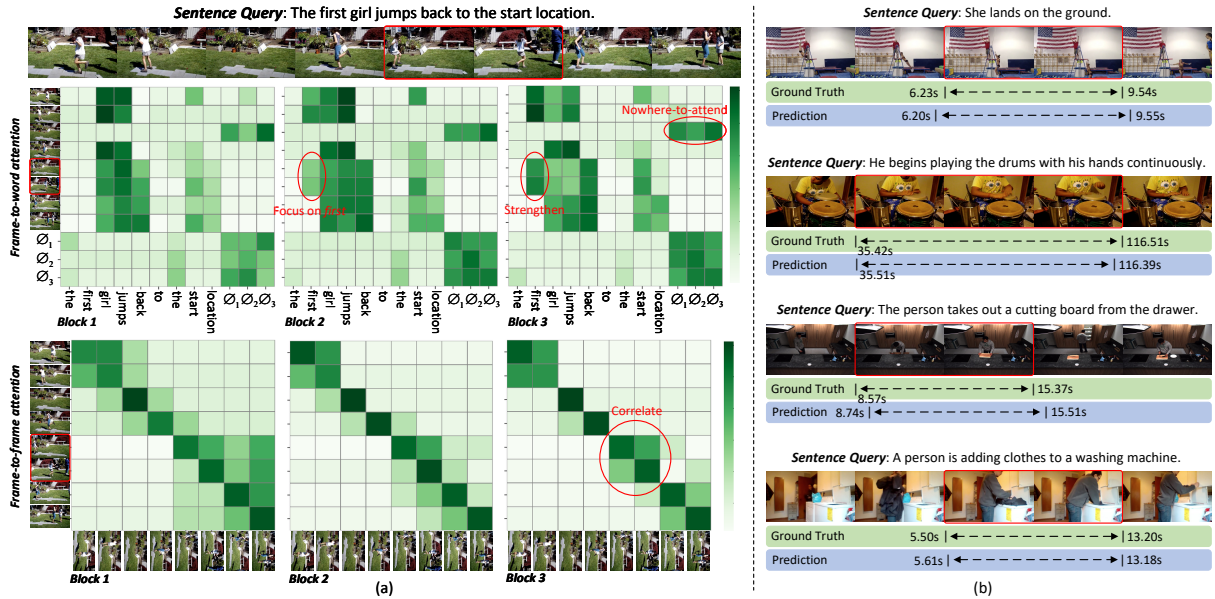 Sentence Query: The first girl jumps back to the start location.
Frame-to-word attention
Nowhere-to-attend
Focus on first
Strengthen
∅1
∅2
∅3
the first girl jumps back to the start location ∅1 ∅2 ∅3
the first girl jumps back to the start location ∅1 ∅2 ∅3
the first girl jumps back to the start location ∅1 ∅2 ∅3
Block 1
Block 2
Block 3
Frame-to-frame attention
Correlate
Block 1
Block 2
Block 3
(a)
Sentence Query: She lands on the ground.
Ground Truth 6.23s 9.54s
Prediction 6.20s 9.55s
Sentence Query: He begins playing the drums with his hands continuously.
Ground Truth 35.42s 116.51s
Prediction 35.51s 116.39s
Sentence Query: The person takes out a cutting board from the drawer.
Ground Truth 8.57s 15.37s
Prediction 8.74s 15.51s
Sentence Query: A person is adding clothes to a washing machine.
Ground Truth 5.50s 13.20s
Prediction 5.61s 13.18s
(b)